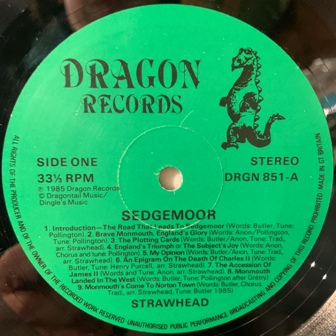 DRAGON
RECORDS
SIDE ONE
33⅓ RPM
℗ 1985 Dragon Records
© Dragontail Music/
Dingle's Music
STEREO
DRGN 851-A
SEDGEMOOR
1. Introduction—The Road That Leads To Sedgemoor (Words: Butler, Tune:
Pollington). 2. Brave Monmouth, England's Glory (Words: Anon/Pollington,
Tune: Pollington). 3. The Plotting Cards (Words: Butler/Anon, Tune: Trad.,
arr. Strawhead). 4. England's Triumph or The Subject's Joy (Words: Anon,
Chorus and tune: Pollington). 5. My Opinion (Words: Butler/Anon, Tune: Trad.,
arr. Strawhead). 6. An Epigram On The Death Of Charles II (Words:
Butler, Tune: Henry Purcell, arr. Strawhead). 7. The Accession Of
James II (Words and Tune: Anon, arr. Strawhead). 8. Monmouth
Landed In The West (Words: Butler, Tune: Pollington after Gretry)
9. Monmouth's Come To Norton Town (Words: Butler, Chorus:
Trad., arr. Strawhead, Tune: Butler 1985)
STRAWHEAD
ALL RIGHTS OF THE PRODUCER AND OF THE OWNER OF THE RECORDED WORK RESERVED UNAUTHORISED PUBLIC PERFORMANCE BROADCASTING AND COPYING OF THIS RECORD PROHIBITED. MADE IN GT BRITAIN